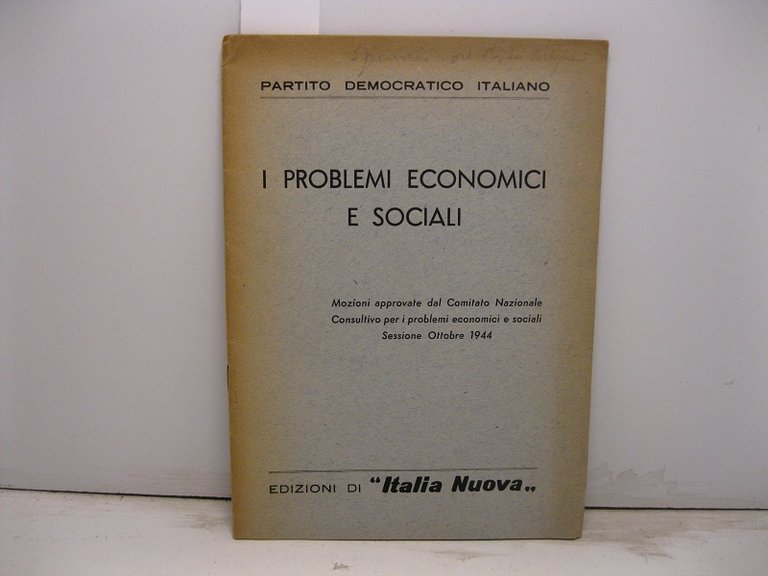 PARTITO DEMOCRATICO ITALIANO
I PROBLEMI ECONOMICI
E SOCIALI
Mozioni approvate dal Comitato Nazionale
Consultivo per i problemi economici e sociali
Sessione Ottobre 1944
EDIZIONI DI "Italia Nuova„